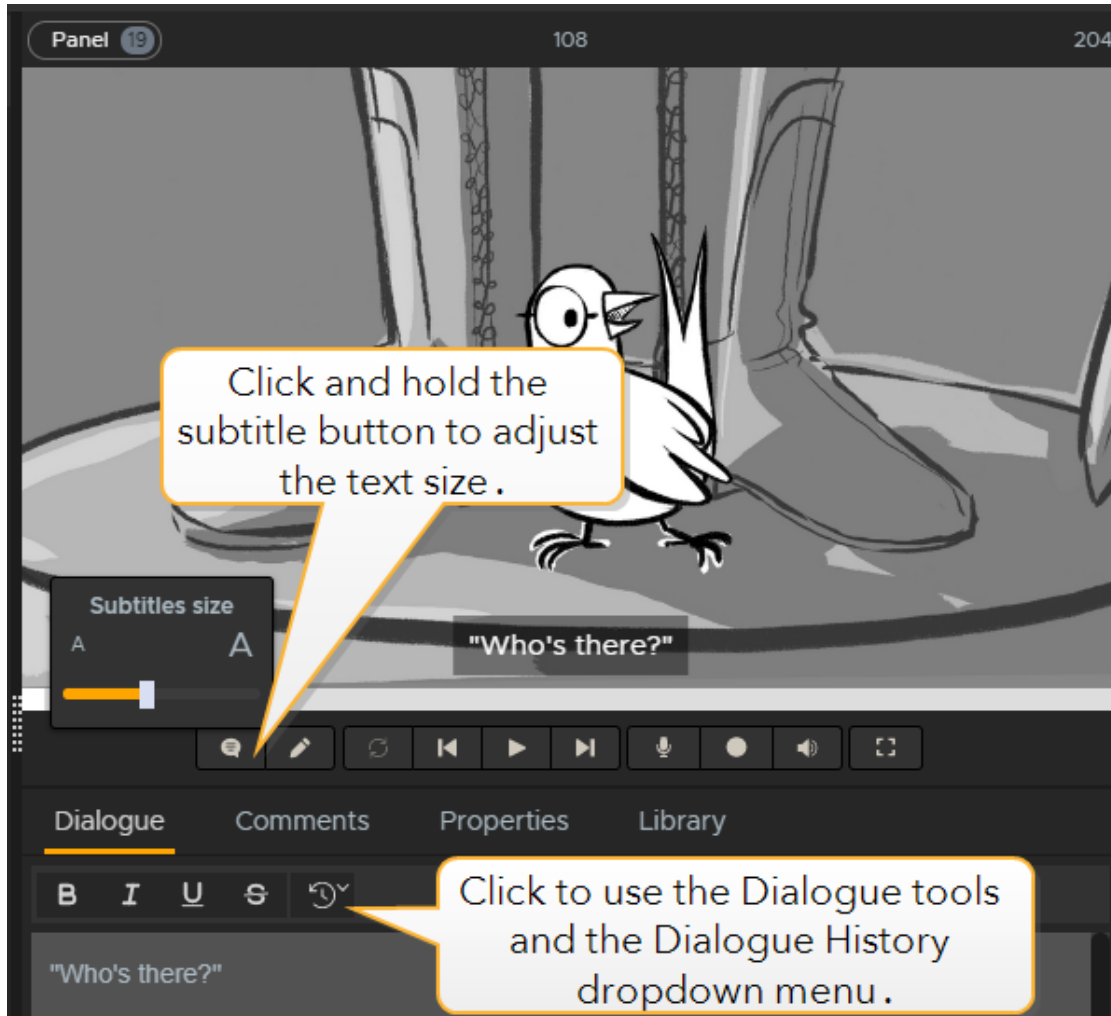 Panel 19 108 204
Click and hold the
subtitle button to adjust
the text size.
Subtitles size
A A
"Who's there?"
Dialogue Comments Properties Library
B I U S
Click to use the Dialogue tools
and the Dialogue History
dropdown menu.
"Who's there?"